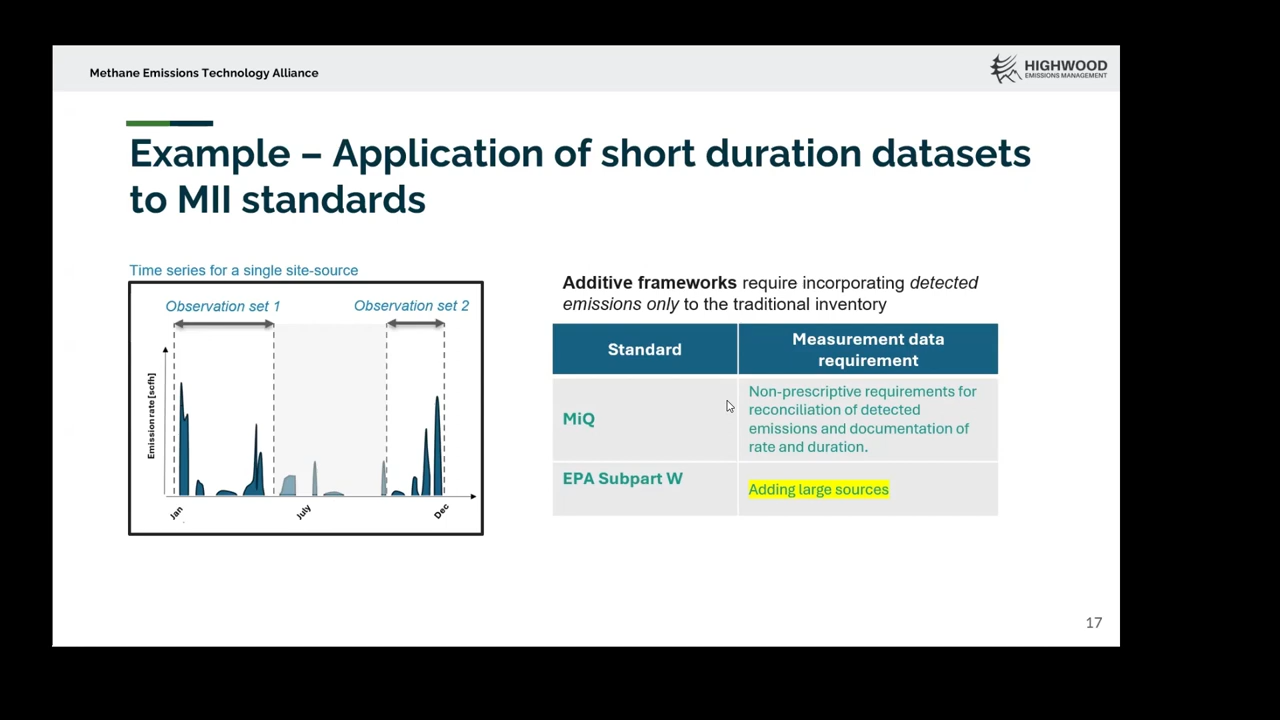 Methane Emissions Technology Alliance
HIGHWOOD
EMISSIONS MANAGEMENT
Example – Application of short duration datasets
to MII standards
Time series for a single site-source
Observation set 1
Observation set 2
Emission rate [scfh]
Jan
July
Dec
Additive frameworks require incorporating detected
emissions only to the traditional inventory
Standard
Measurement data
requirement
MiQ
Non-prescriptive requirements for
reconciliation of detected
emissions and documentation of
rate and duration.
EPA Subpart W
Adding large sources
17